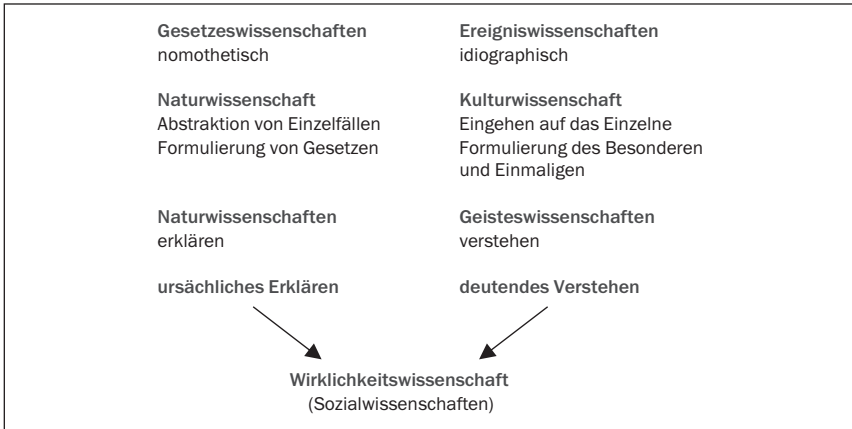 Gesetzeswissenschaften
nomothetisch
Ereigniswissenschaften
idiographisch
Naturwissenschaft
Abstraktion von Einzelfällen
Formulierung von Gesetzen
Kulturwissenschaft
Eingehen auf das Einzelne
Formulierung des Besonderen
und Einmaligen
Naturwissenschaften
erklären
Geisteswissenschaften
verstehen
ursächliches Erklären
deutendes Verstehen
Wirklichkeitswissenschaft
(Sozialwissenschaften)